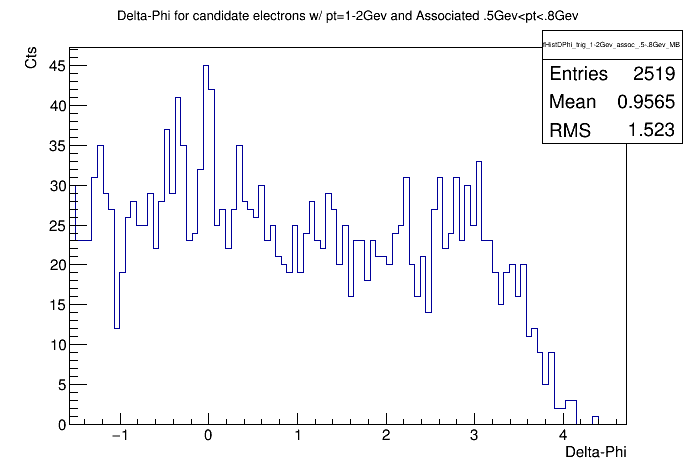 Delta-Phi for candidate electrons w/ pt=1-2Gev and Associated .5Gev<pt<.8Gev
fHistDPhi_trig_1-2Gev_assoc_.5-.8Gev_MB
Entries 2519
Mean 0.9565
RMS 1.523
Cts
45
40
35
30
25
20
15
10
5
0
−1 0 1 2 3 4
Delta-Phi